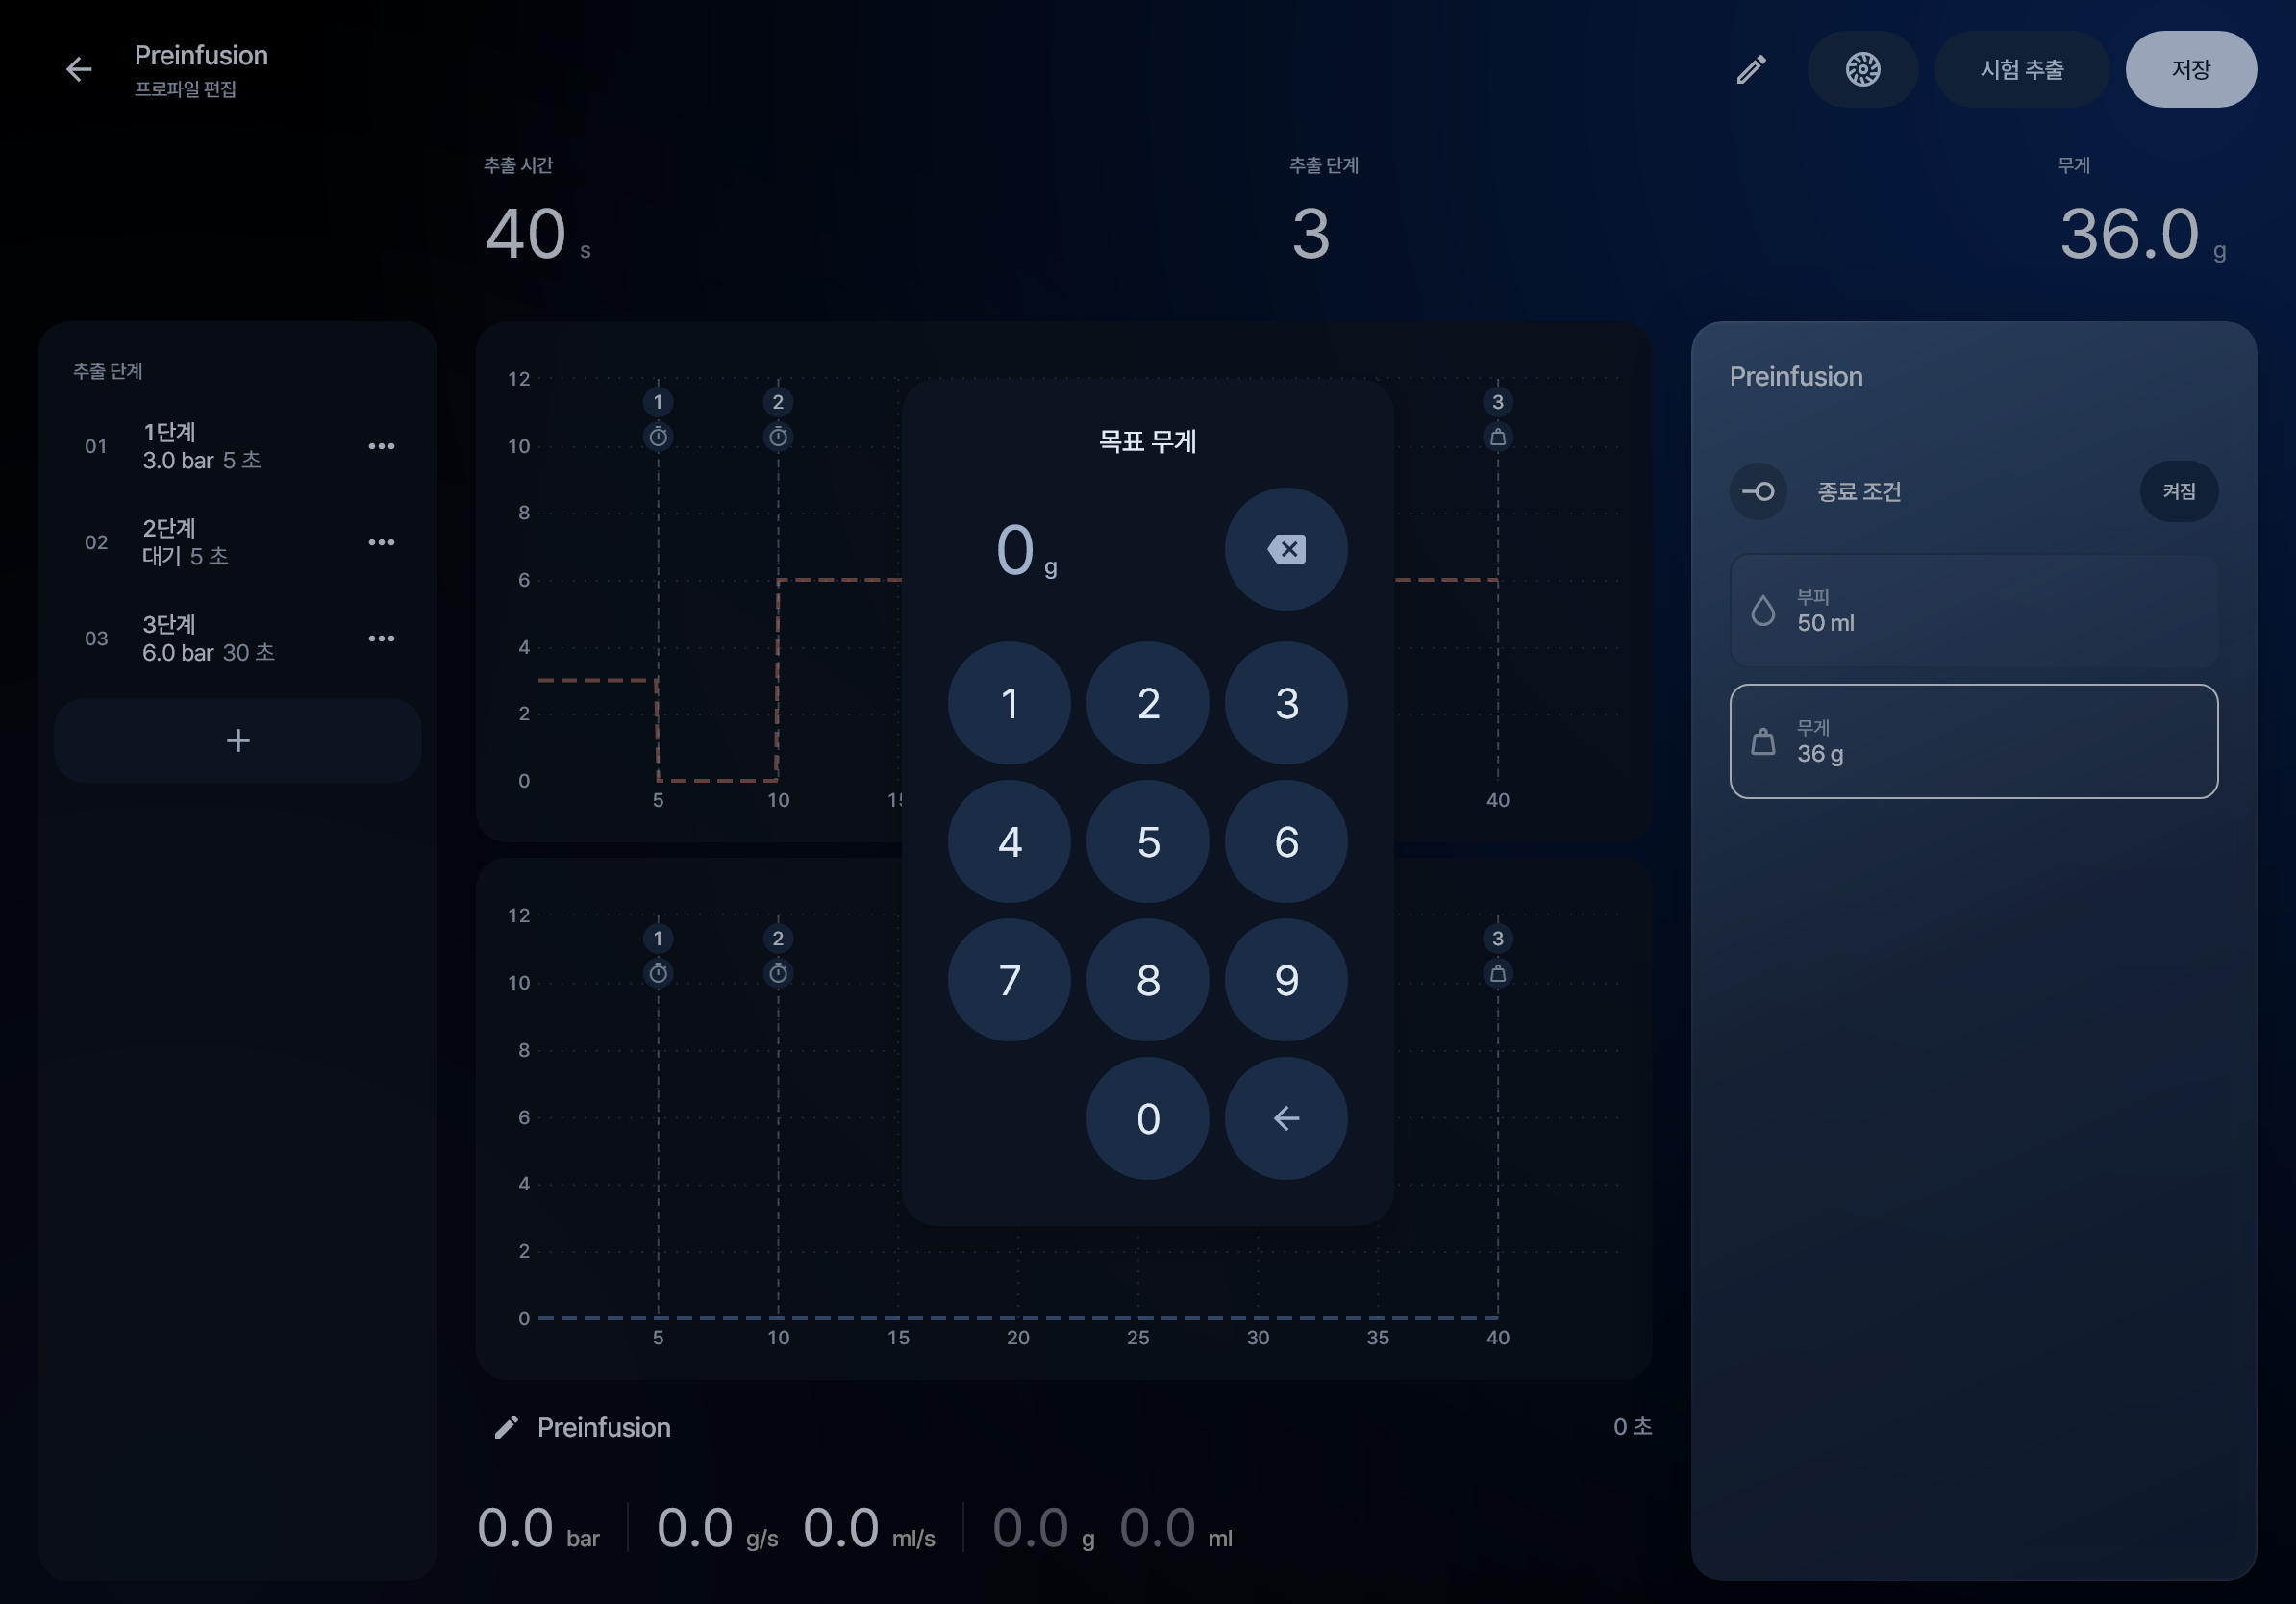 Preinfusion
프로파일 편집
시험 추출
저장
추출 시간
40 s
추출 단계
3
무게
36.0 g
추출 단계
01
1단계
3.0 bar 5 초
02
2단계
대기 5 초
03
3단계
6.0 bar 30 초
+
12
10
8
6
4
2
0
1
2
3
5
10
40
12
10
8
6
4
2
0
1
2
3
5
10
15
20
25
30
35
40
목표 무게
0 g
1
2
3
4
5
6
7
8
9
0
Preinfusion
종료 조건
켜짐
부피
50 ml
무게
36 g
Preinfusion
0 초
0.0 bar
0.0 g/s
0.0 ml/s
0.0 g
0.0 ml